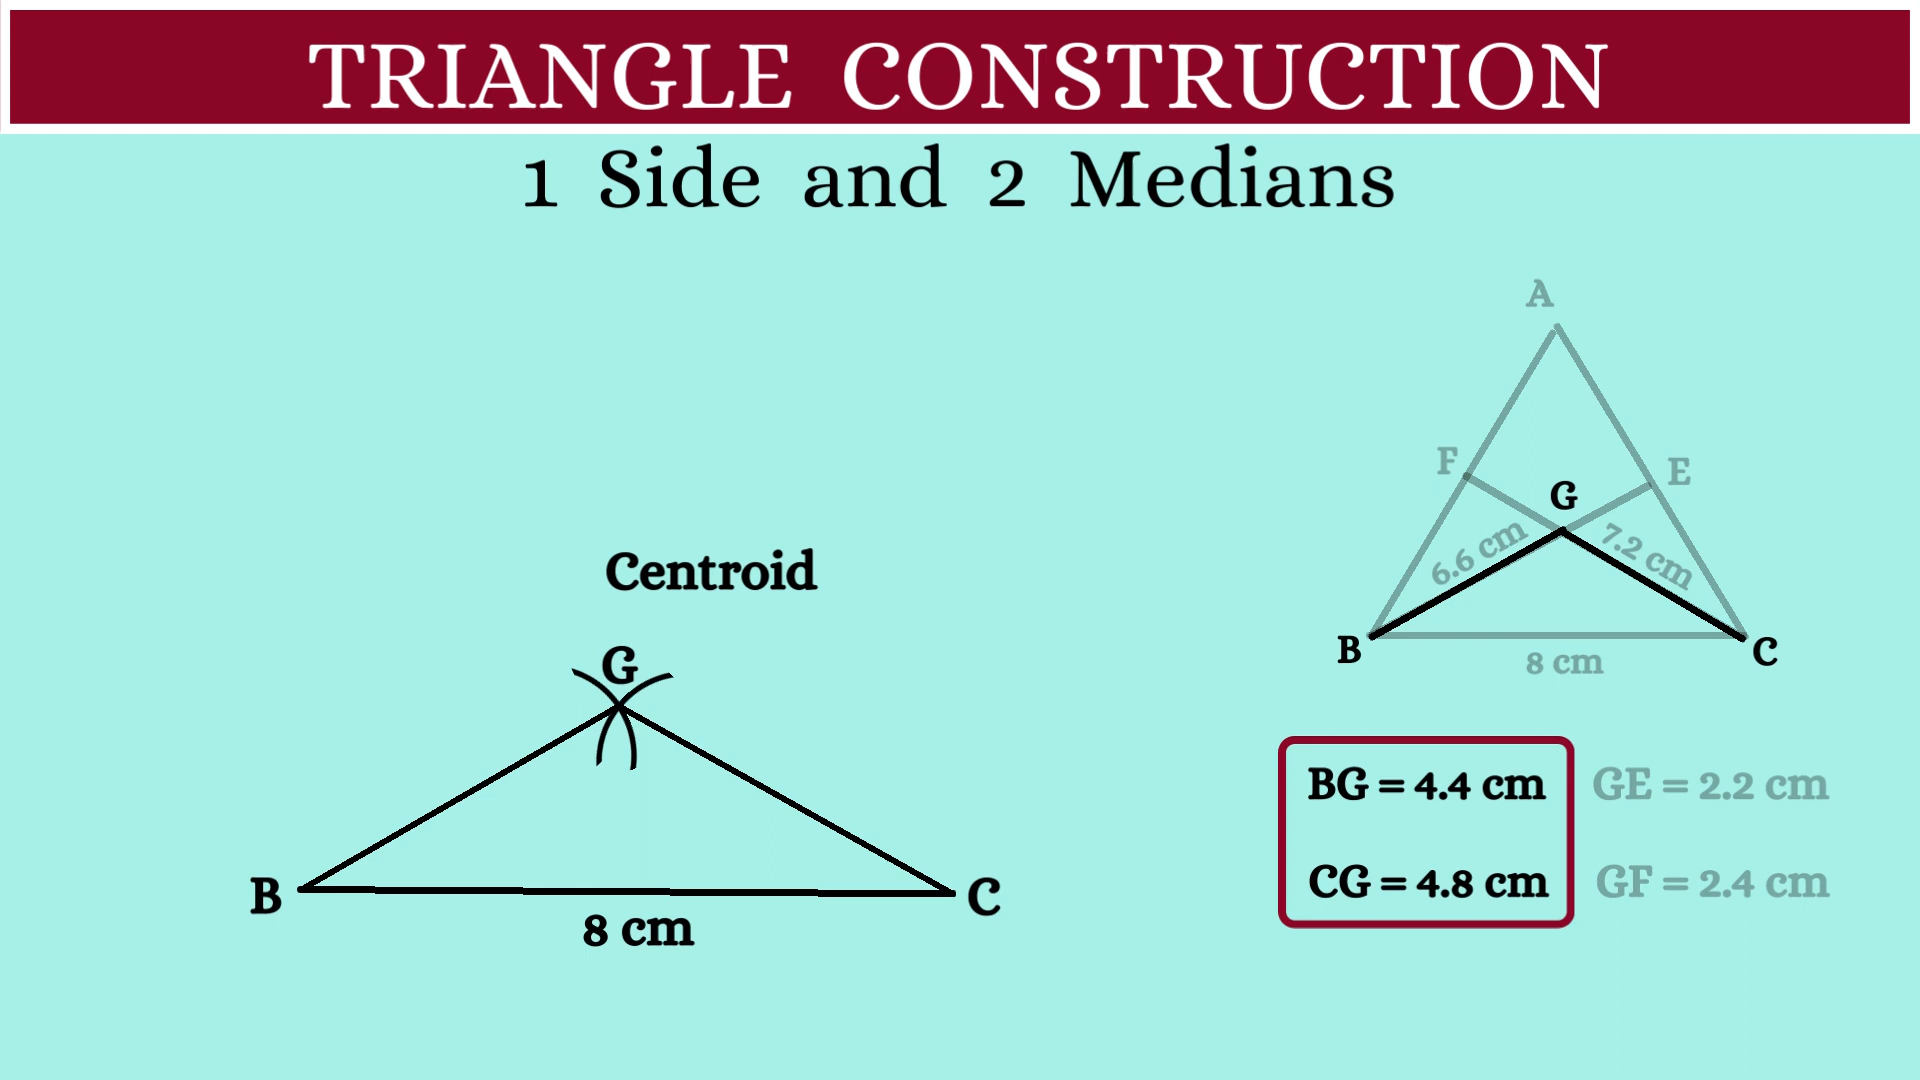 TRIANGLE CONSTRUCTION
1 Side and 2 Medians
A
F
E
G
6.6 cm
7.2 cm
B
C
8 cm
Centroid
G
B
C
8 cm
BG = 4.4 cm
GE = 2.2 cm
CG = 4.8 cm
GF = 2.4 cm